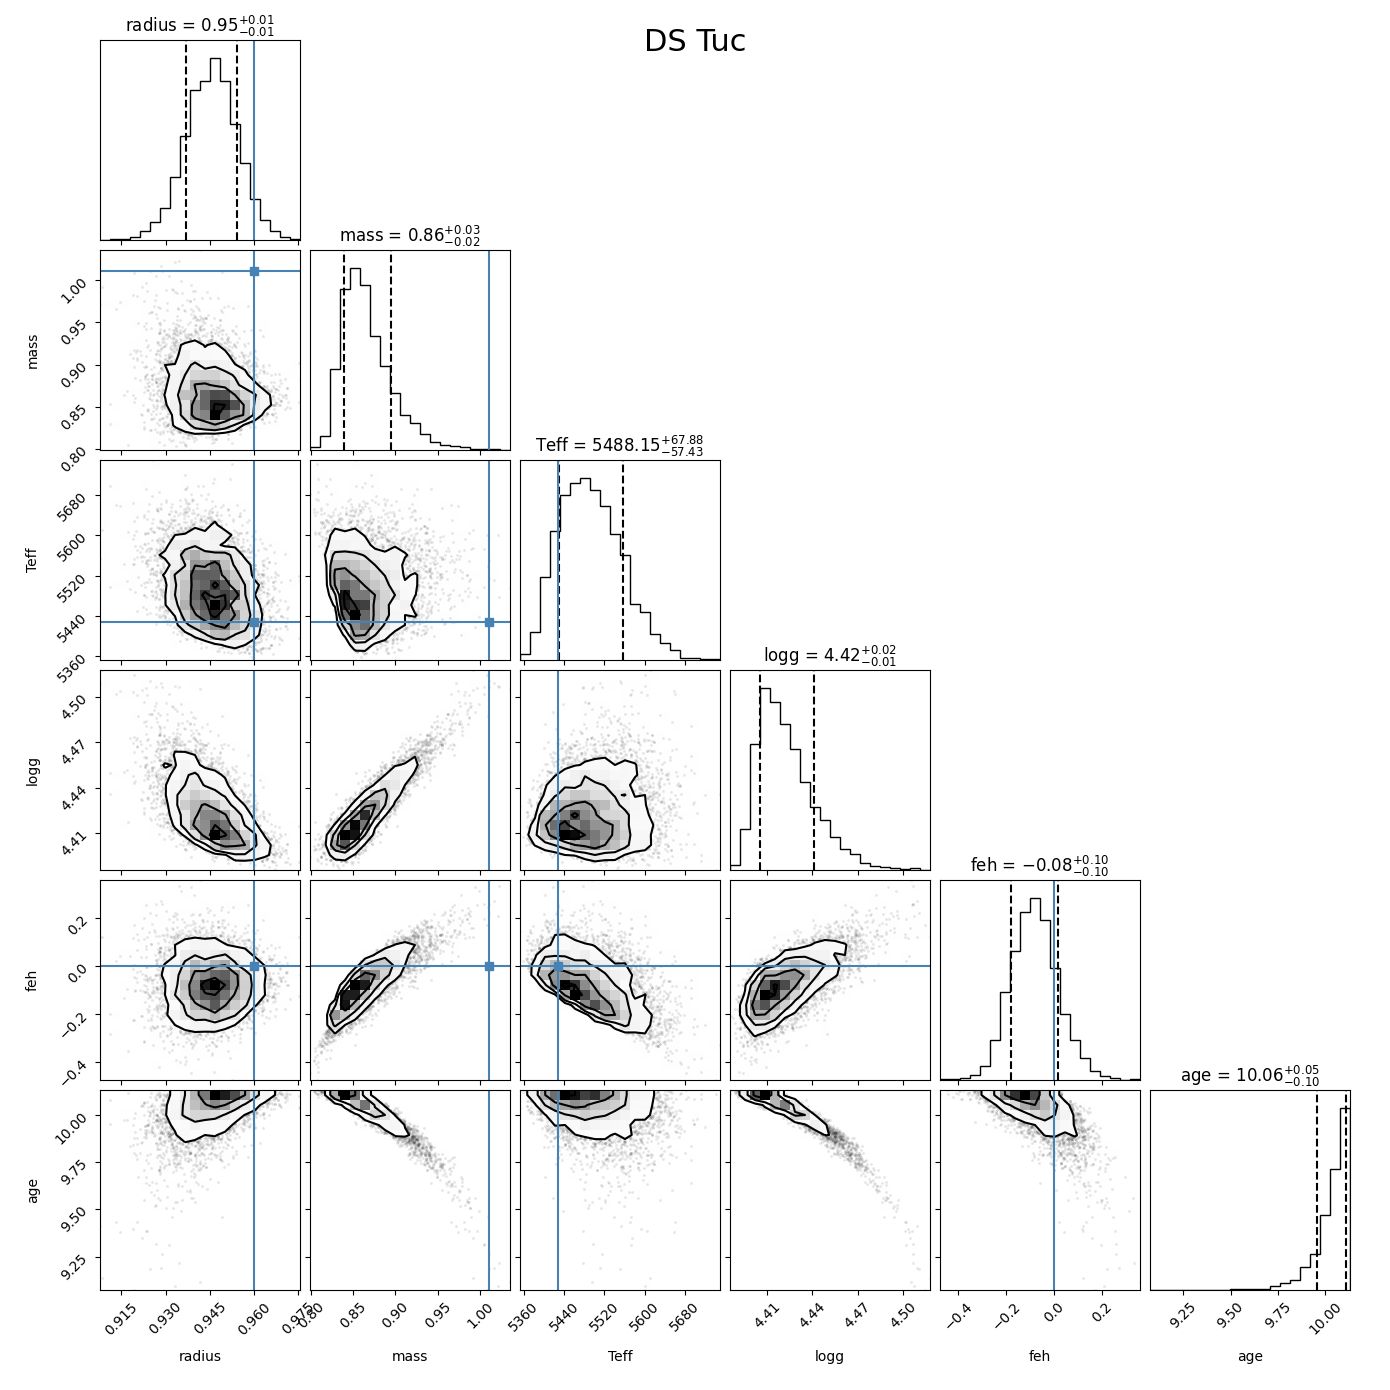 DS Tuc
radius = 0.95+0.01−0.01
mass = 0.86+0.03−0.02
mass
1.00
0.95
0.90
0.85
0.80
Teff = 5488.15+67.88−57.43
Teff
5680
5600
5520
5440
5360
logg = 4.42+0.02−0.01
logg
4.50
4.47
4.44
4.41
feh = −0.08+0.10−0.10
feh
0.2
0.0
−0.2
−0.4
age = 10.06+0.05−0.10
age
10.00
9.75
9.50
9.25
0.915 0.930 0.945 0.960 0.975
0.80 0.85 0.90 0.95 1.00
5360 5440 5520 5600 5680
4.41 4.44 4.47 4.50
−0.4 −0.2 0.0 0.2
9.25 9.50 9.75 10.00
radius mass Teff logg feh age